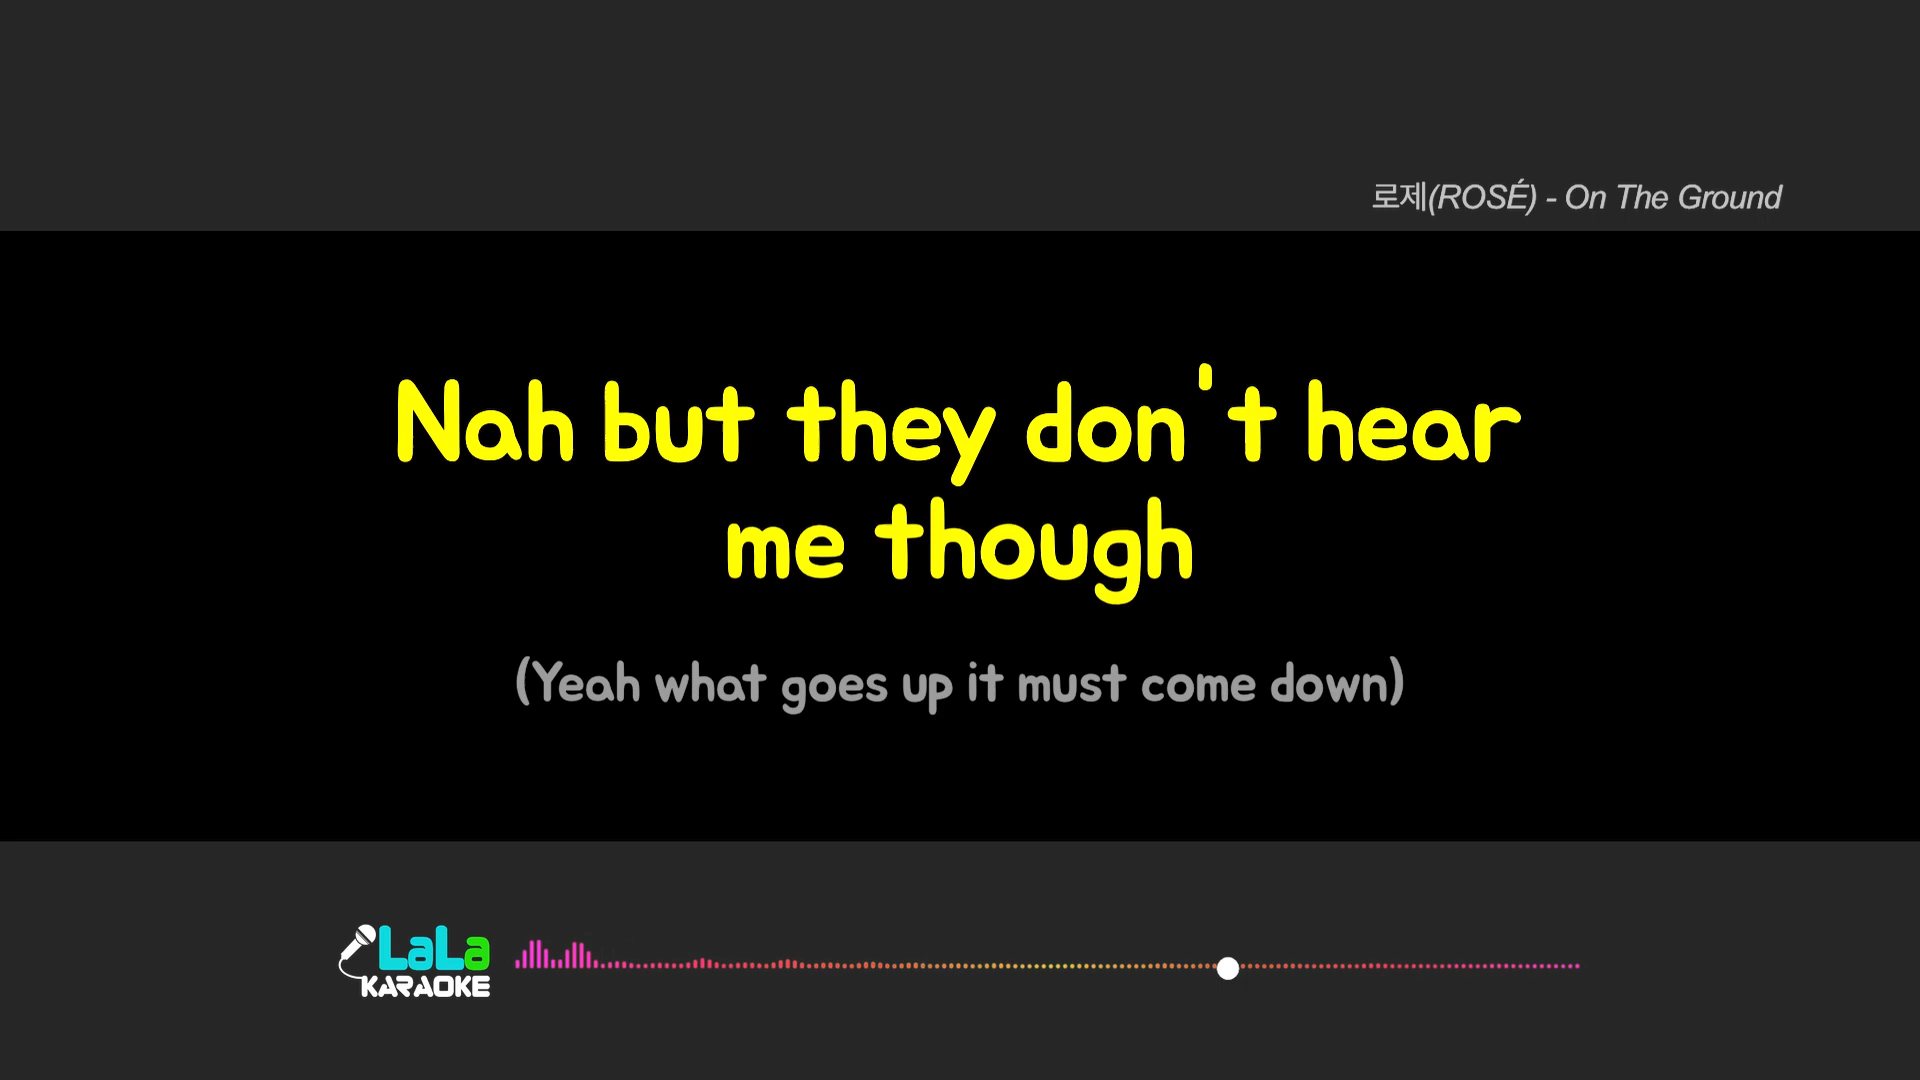 로제(ROSÉ) - On The Ground
Nah but they don't hear
me though
(Yeah what goes up it must come down)
LaLa
KARAOKE